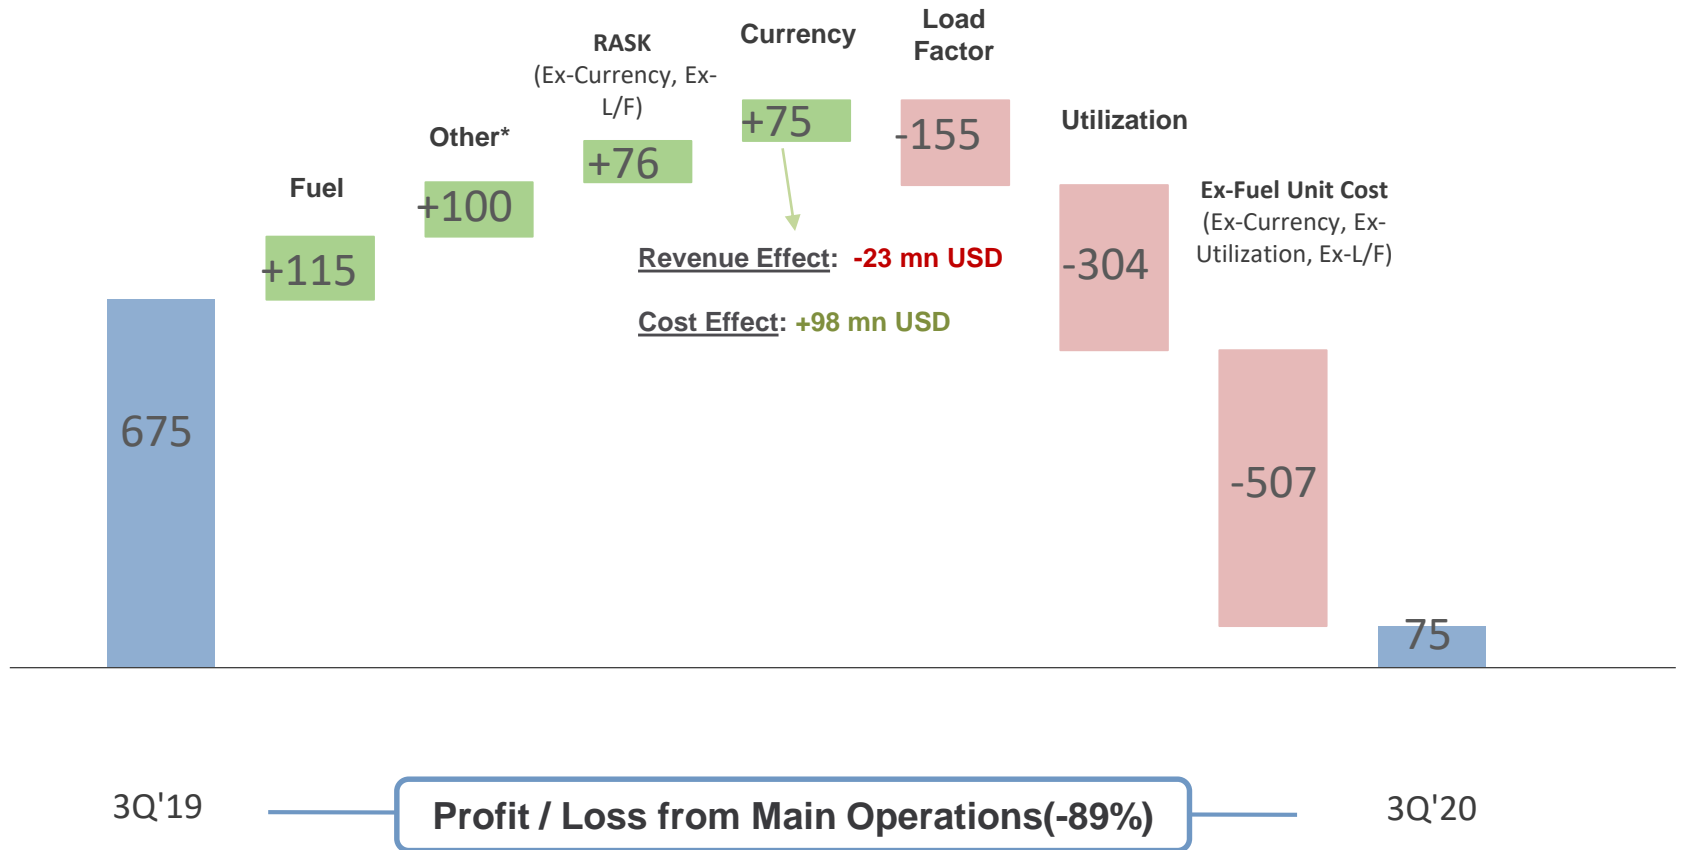 675
Fuel
+115
Other*
+100
RASK
(Ex-Currency, Ex-
L/F)
+76
Currency
+75
Revenue Effect: -23 mn USD
Cost Effect: +98 mn USD
Load
Factor
-155
Utilization
-304
Ex-Fuel Unit Cost
(Ex-Currency, Ex-
Utilization, Ex-L/F)
-507
75
3Q'19
Profit / Loss from Main Operations(-89%)
3Q'20